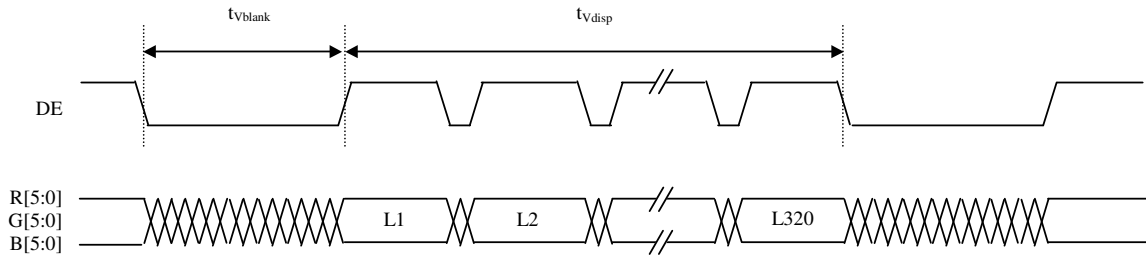 tVblank tVdisp
DE
R[5:0]
G[5:0] L1 L2 L320
B[5:0]